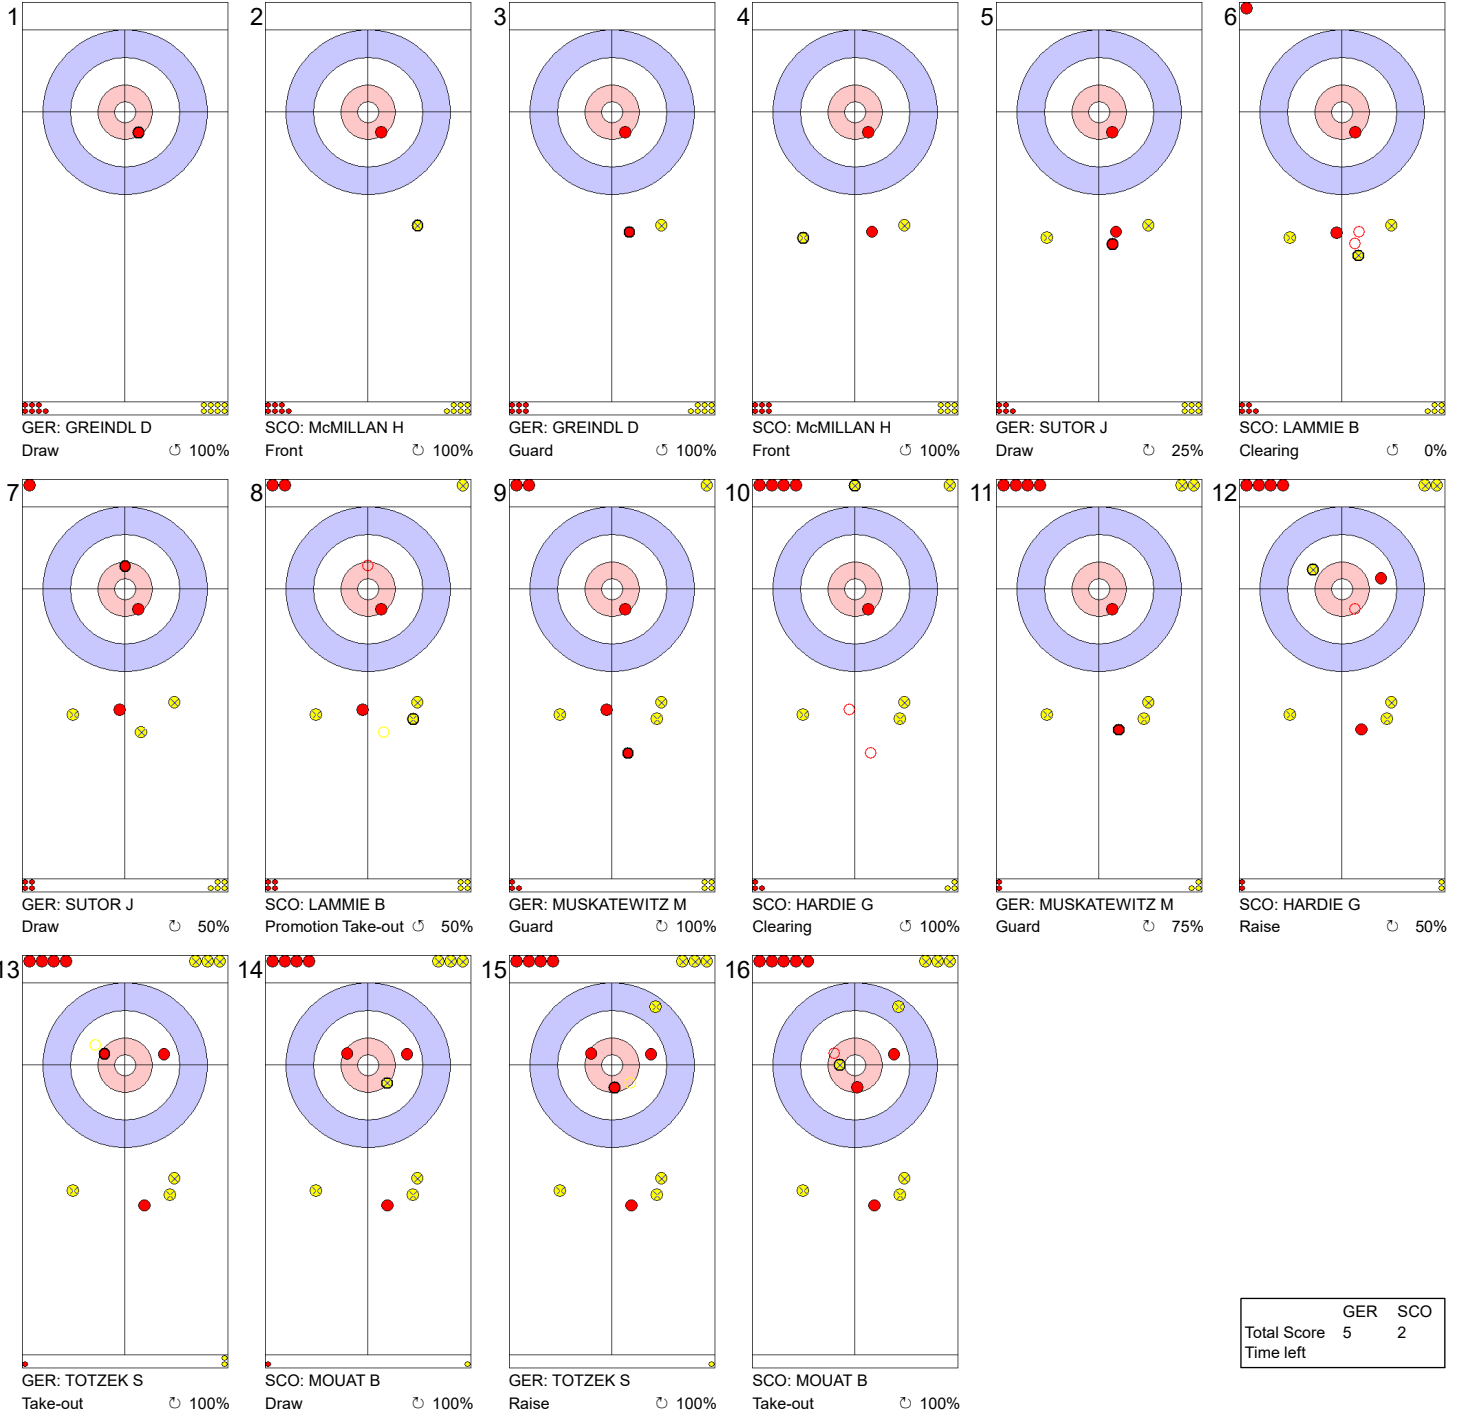 1
GER: GREINDL D
Draw ↺ 100%
2
SCO: McMILLAN H
Front ↻ 100%
3
GER: GREINDL D
Guard ↺ 100%
4
SCO: McMILLAN H
Front ↻ 100%
5
GER: SUTOR J
Draw ↻ 25%
6
SCO: LAMMIE B
Clearing ↺ 0%
7
GER: SUTOR J
Draw ↻ 50%
8
SCO: LAMMIE B
Promotion Take-out ↺ 50%
9
GER: MUSKATEWITZ M
Guard ↻ 100%
10
SCO: HARDIE G
Clearing ↺ 100%
11
GER: MUSKATEWITZ M
Guard ↻ 75%
12
SCO: HARDIE G
Raise ↻ 50%
13
GER: TOTZEK S
Take-out ↻ 100%
14
SCO: MOUAT B
Draw ↻ 100%
15
GER: TOTZEK S
Raise ↻ 100%
16
SCO: MOUAT B
Take-out ↻ 100%
GER SCO
Total Score 5 2
Time left